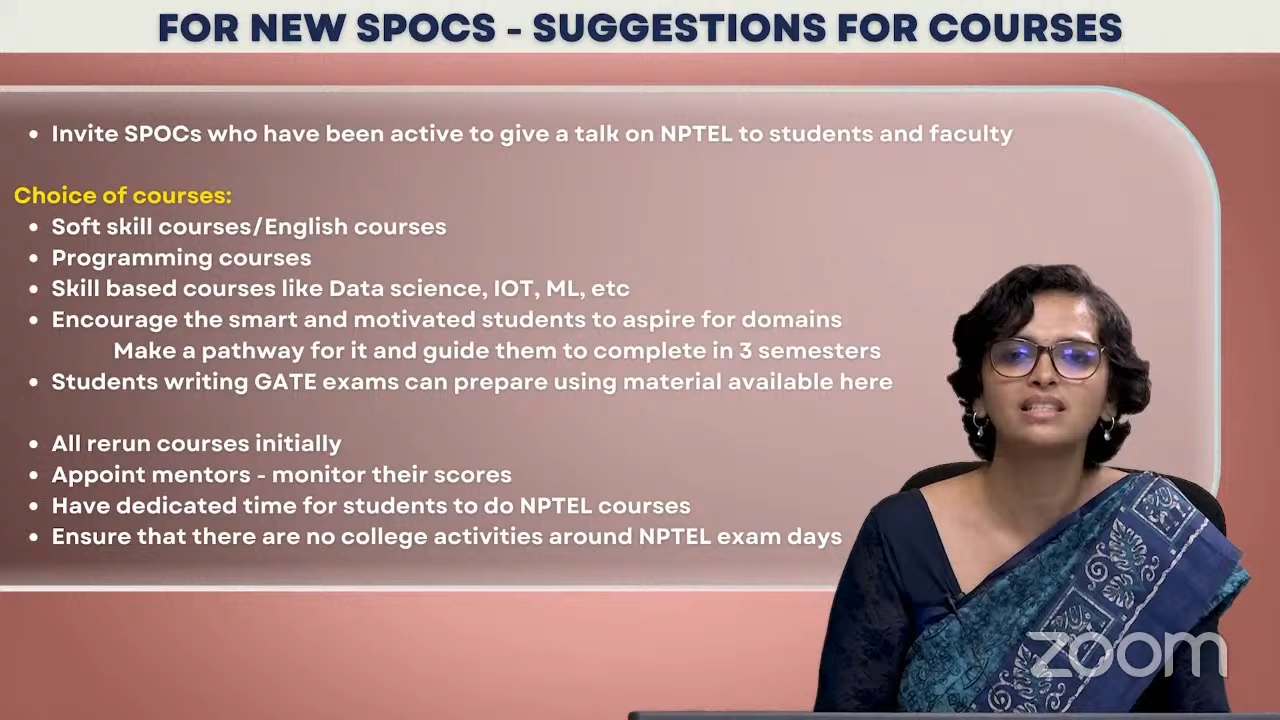 FOR NEW SPOCS - SUGGESTIONS FOR COURSES
• Invite SPOCs who have been active to give a talk on NPTEL to students and faculty
Choice of courses:
• Soft skill courses/English courses
• Programming courses
• Skill based courses like Data science, IOT, ML, etc
• Encourage the smart and motivated students to aspire for domains
Make a pathway for it and guide them to complete in 3 semesters
• Students writing GATE exams can prepare using material available here
• All rerun courses initially
• Appoint mentors - monitor their scores
• Have dedicated time for students to do NPTEL courses
• Ensure that there are no college activities around NPTEL exam days
zoom